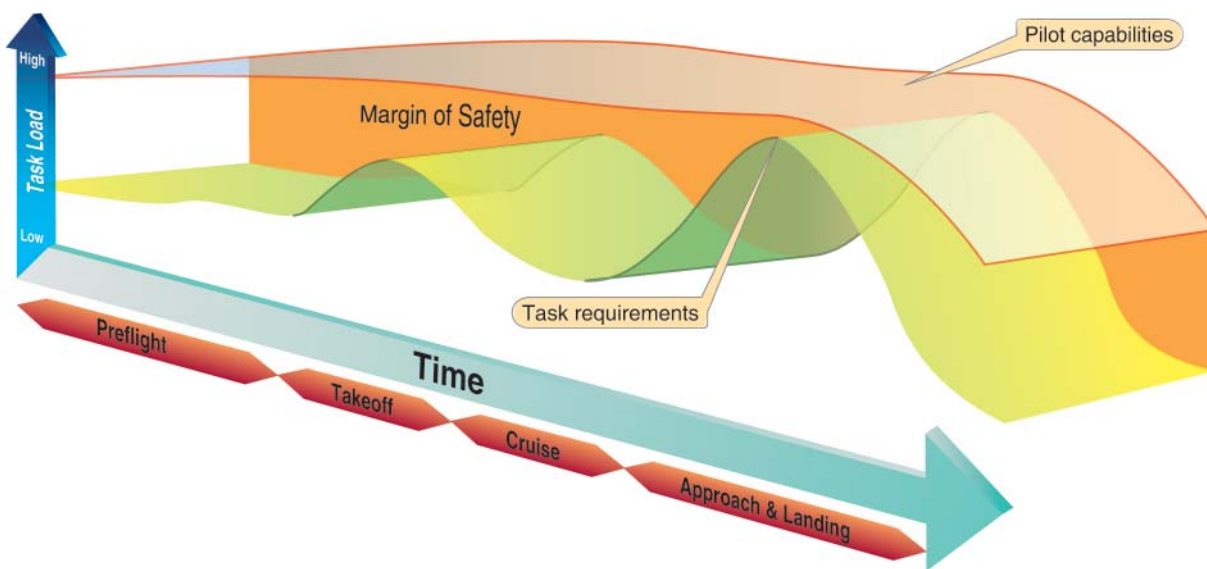 High
Task Load
Low
Pilot capabilities
Margin of Safety
Task requirements
Time
Preflight
Takeoff
Cruise
Approach & Landing